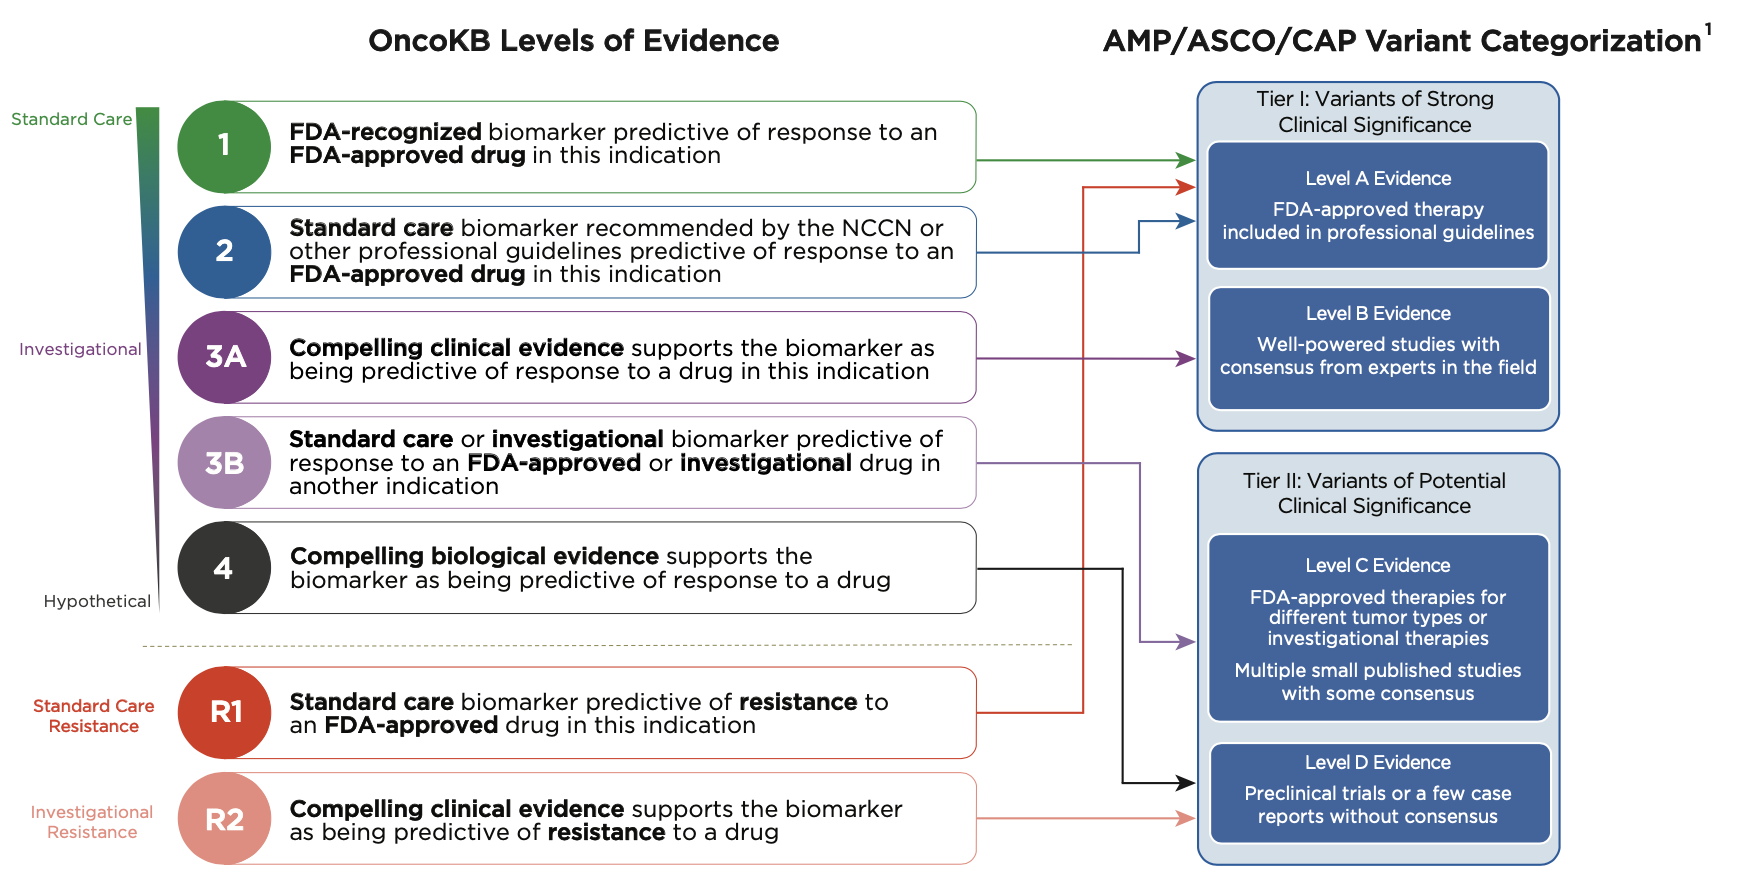 OncoKB Levels of Evidence
Standard Care
1
FDA-recognized biomarker predictive of response to an
FDA-approved drug in this indication
2
Standard care biomarker recommended by the NCCN or
other professional guidelines predictive of response to an
FDA-approved drug in this indication
Investigational
3A
Compelling clinical evidence supports the biomarker as
being predictive of response to a drug in this indication
3B
Standard care or investigational biomarker predictive of
response to an FDA-approved or investigational drug in
another indication
4
Compelling biological evidence supports the
biomarker as being predictive of response to a drug
Hypothetical
Standard Care
Resistance
R1
Standard care biomarker predictive of resistance to
an FDA-approved drug in this indication
Investigational
Resistance
R2
Compelling clinical evidence supports the biomarker
as being predictive of resistance to a drug
AMP/ASCO/CAP Variant Categorization¹
Tier I: Variants of Strong
Clinical Significance
Level A Evidence
FDA-approved therapy
included in professional guidelines
Level B Evidence
Well-powered studies with
consensus from experts in the field
Tier II: Variants of Potential
Clinical Significance
Level C Evidence
FDA-approved therapies for
different tumor types or
investigational therapies
Multiple small published studies
with some consensus
Level D Evidence
Preclinical trials or a few case
reports without consensus